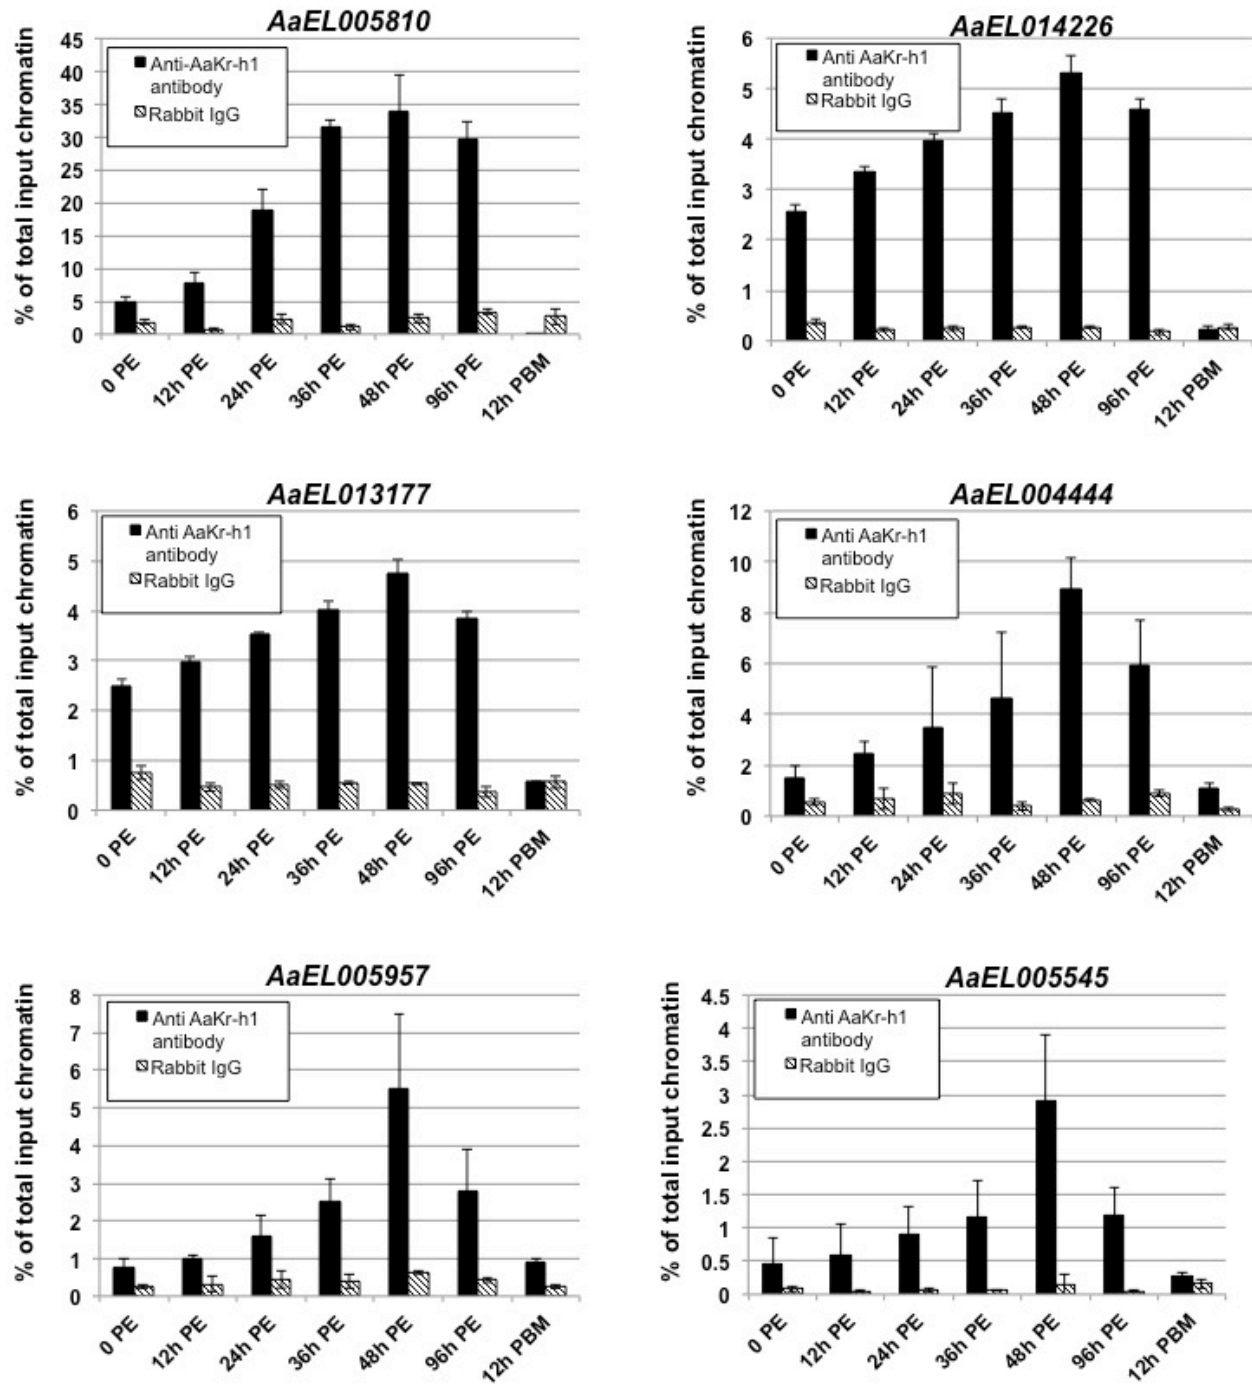 AaEL005810
% of total input chromatin
45
40
35
30
25
20
15
10
5
0
Anti-AaKr-h1
antibody
Rabbit IgG
0 PE
12h PE
24h PE
36h PE
48h PE
96h PE
12h PBM
AaEL014226
% of total input chromatin
6
5
4
3
2
1
0
Anti AaKr-h1
antibody
Rabbit IgG
0 PE
12h PE
24h PE
36h PE
48h PE
96h PE
12h PBM
AaEL013177
% of total input chromatin
6
5
4
3
2
1
0
Anti AaKr-h1
antibody
Rabbit IgG
0 PE
12h PE
24h PE
36h PE
48h PE
96h PE
12h PBM
AaEL004444
% of total input chromatin
12
10
8
6
4
2
0
Anti AaKr-h1
antibody
Rabbit IgG
0 PE
12h PE
24h PE
36h PE
48h PE
96h PE
12h PBM
AaEL005957
% of total input chromatin
8
7
6
5
4
3
2
1
0
Anti AaKr-h1
antibody
Rabbit IgG
0 PE
12h PE
24h PE
36h PE
48h PE
96h PE
12h PBM
AaEL005545
% of total input chromatin
4.5
4
3.5
3
2.5
2
1.5
1
0.5
0
Anti AaKr-h1
antibody
Rabbit IgG
0 PE
12h PE
24h PE
36h PE
48h PE
96h PE
12h PBM